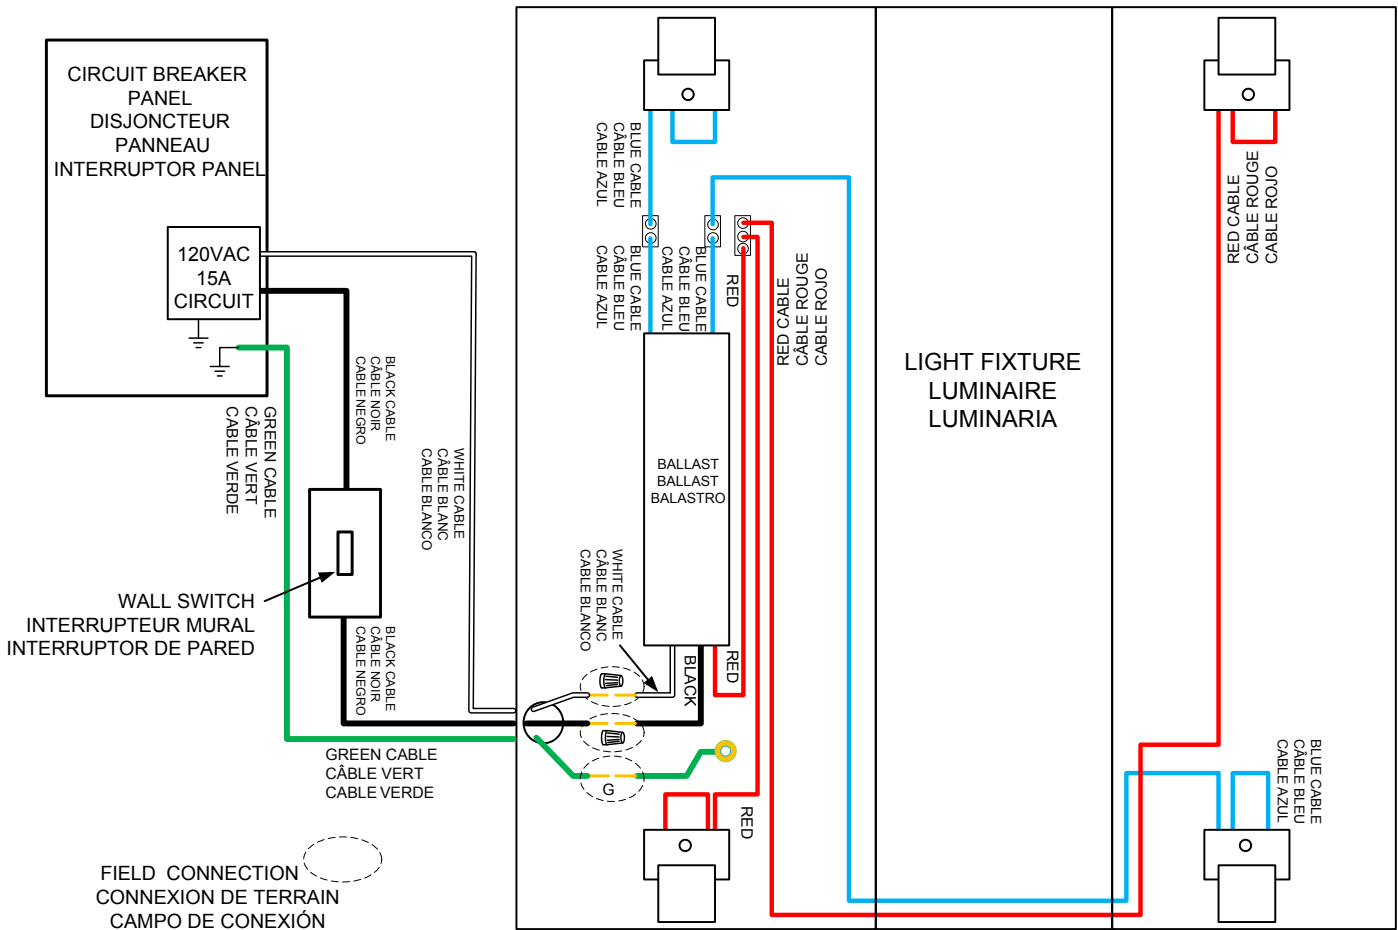 CIRCUIT BREAKER
PANEL
DISJONCTEUR
PANNEAU
INTERRUPTOR PANEL
120VAC
15A
CIRCUIT
BLACK CABLE
CÂBLE NOIR
CABLE NEGRO
GREEN CABLE
CÂBLE VERT
CABLE VERDE
WHITE CABLE
CÂBLE BLANC
CABLE BLANCO
WALL SWITCH
INTERRUPTEUR MURAL
INTERRUPTOR DE PARED
BLACK CABLE
CÂBLE NOIR
CABLE NEGRO
GREEN CABLE
CÂBLE VERT
CABLE VERDE
FIELD CONNECTION
CONNEXION DE TERRAIN
CAMPO DE CONEXIÓN
BLUE CABLE
CÂBLE BLEU
CABLE AZUL
BLUE CABLE
CÂBLE BLEU
CABLE AZUL
BLUE CABLE
CÂBLE BLEU
CABLE AZUL
RED
RED CABLE
CÂBLE ROUGE
CABLE ROJO
BALLAST
BALLAST
BALASTRO
WHITE CABLE
CÂBLE BLANC
CABLE BLANCO
BLACK
RED
G
RED
LIGHT FIXTURE
LUMINAIRE
LUMINARIA
RED CABLE
CÂBLE ROUGE
CABLE ROJO
BLUE CABLE
CÂBLE BLEU
CABLE AZUL